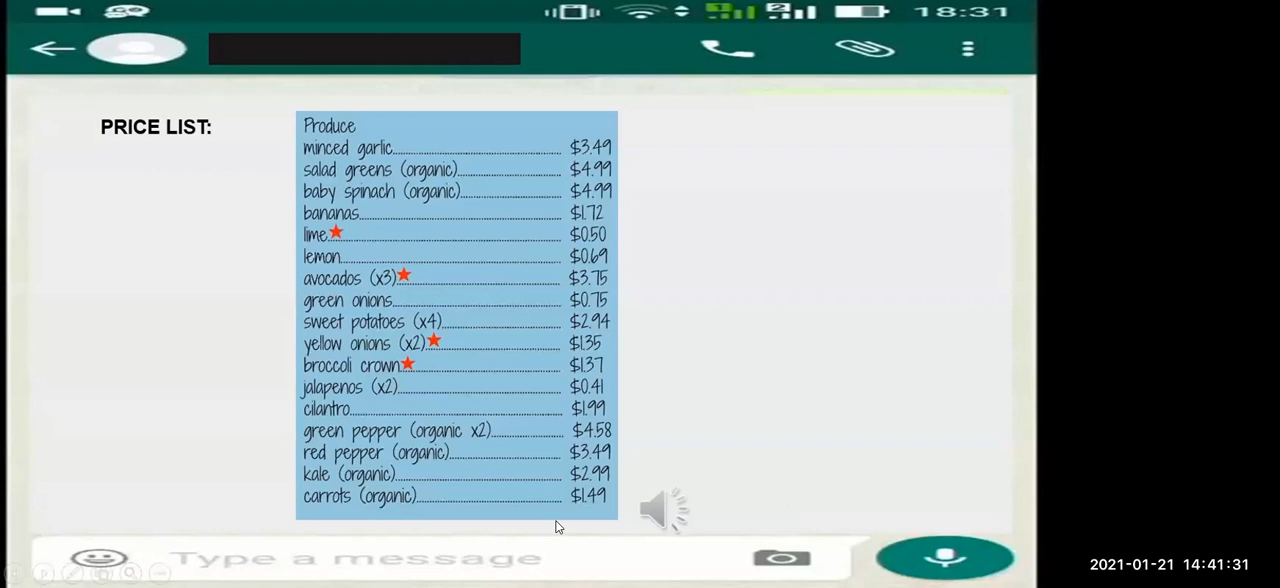 18:31
PRICE LIST:
Produce
minced garlic $3.49
salad greens (organic) $4.99
baby spinach (organic) $4.99
bananas $1.72
lime $0.50
lemon $0.69
avocados (x3) $3.75
green onions $0.75
sweet potatoes (x4) $2.94
yellow onions (x2) $1.35
broccoli crown $1.37
jalapenos (x2) $0.41
cilantro $1.99
green pepper (organic x2) $4.58
red pepper (organic) $3.49
kale (organic) $2.99
carrots (organic) $1.49
Type a message
2021-01-21 14:41:31